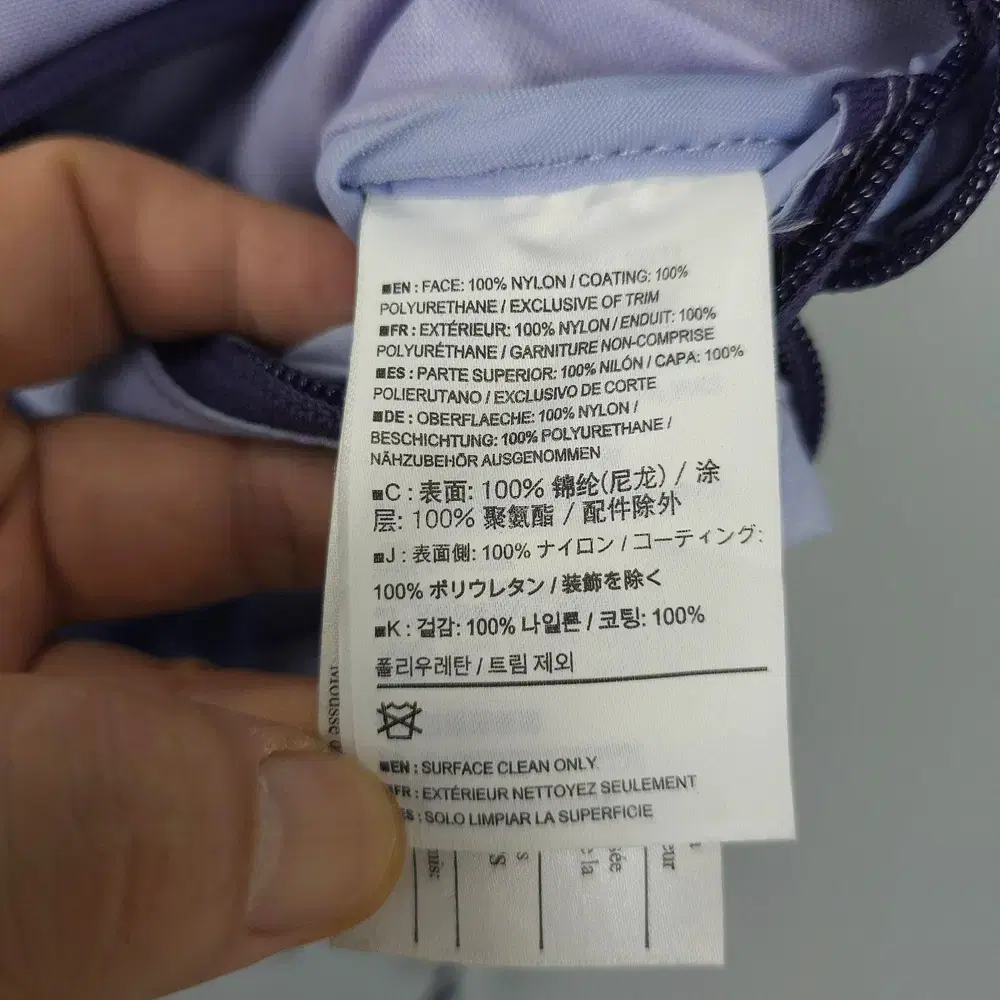 ■EN : FACE: 100% NYLON / COATING: 100%
POLYURETHANE / EXCLUSIVE OF TRIM
■FR : EXTÉRIEUR: 100% NYLON / ENDUIT: 100%
POLYURÉTHANE / GARNITURE NON-COMPRISE
■ES : PARTE SUPERIOR: 100% NILÓN / CAPA: 100%
POLIERUTANO / EXCLUSIVO DE CORTE
■DE : OBERFLAECHE: 100% NYLON /
BESCHICHTUNG: 100% POLYURETHANE /
NÄHZUBEHÖR AUSGENOMMEN
■C : 表面: 100% 锦纶(尼龙) / 涂
层: 100% 聚氨酯 / 配件除外
■J : 表面側: 100% ナイロン / コーティング:
100% ポリウレタン / 装飾を除く
■K : 겉감: 100% 나일론 / 코팅: 100%
폴리우레탄 / 트림 제외
■EN : SURFACE CLEAN ONLY
FR : EXTÉRIEUR NETTOYEZ SEULEMENT
ES : SOLO LIMPIAR LA SUPERFICIE
Mousse
la